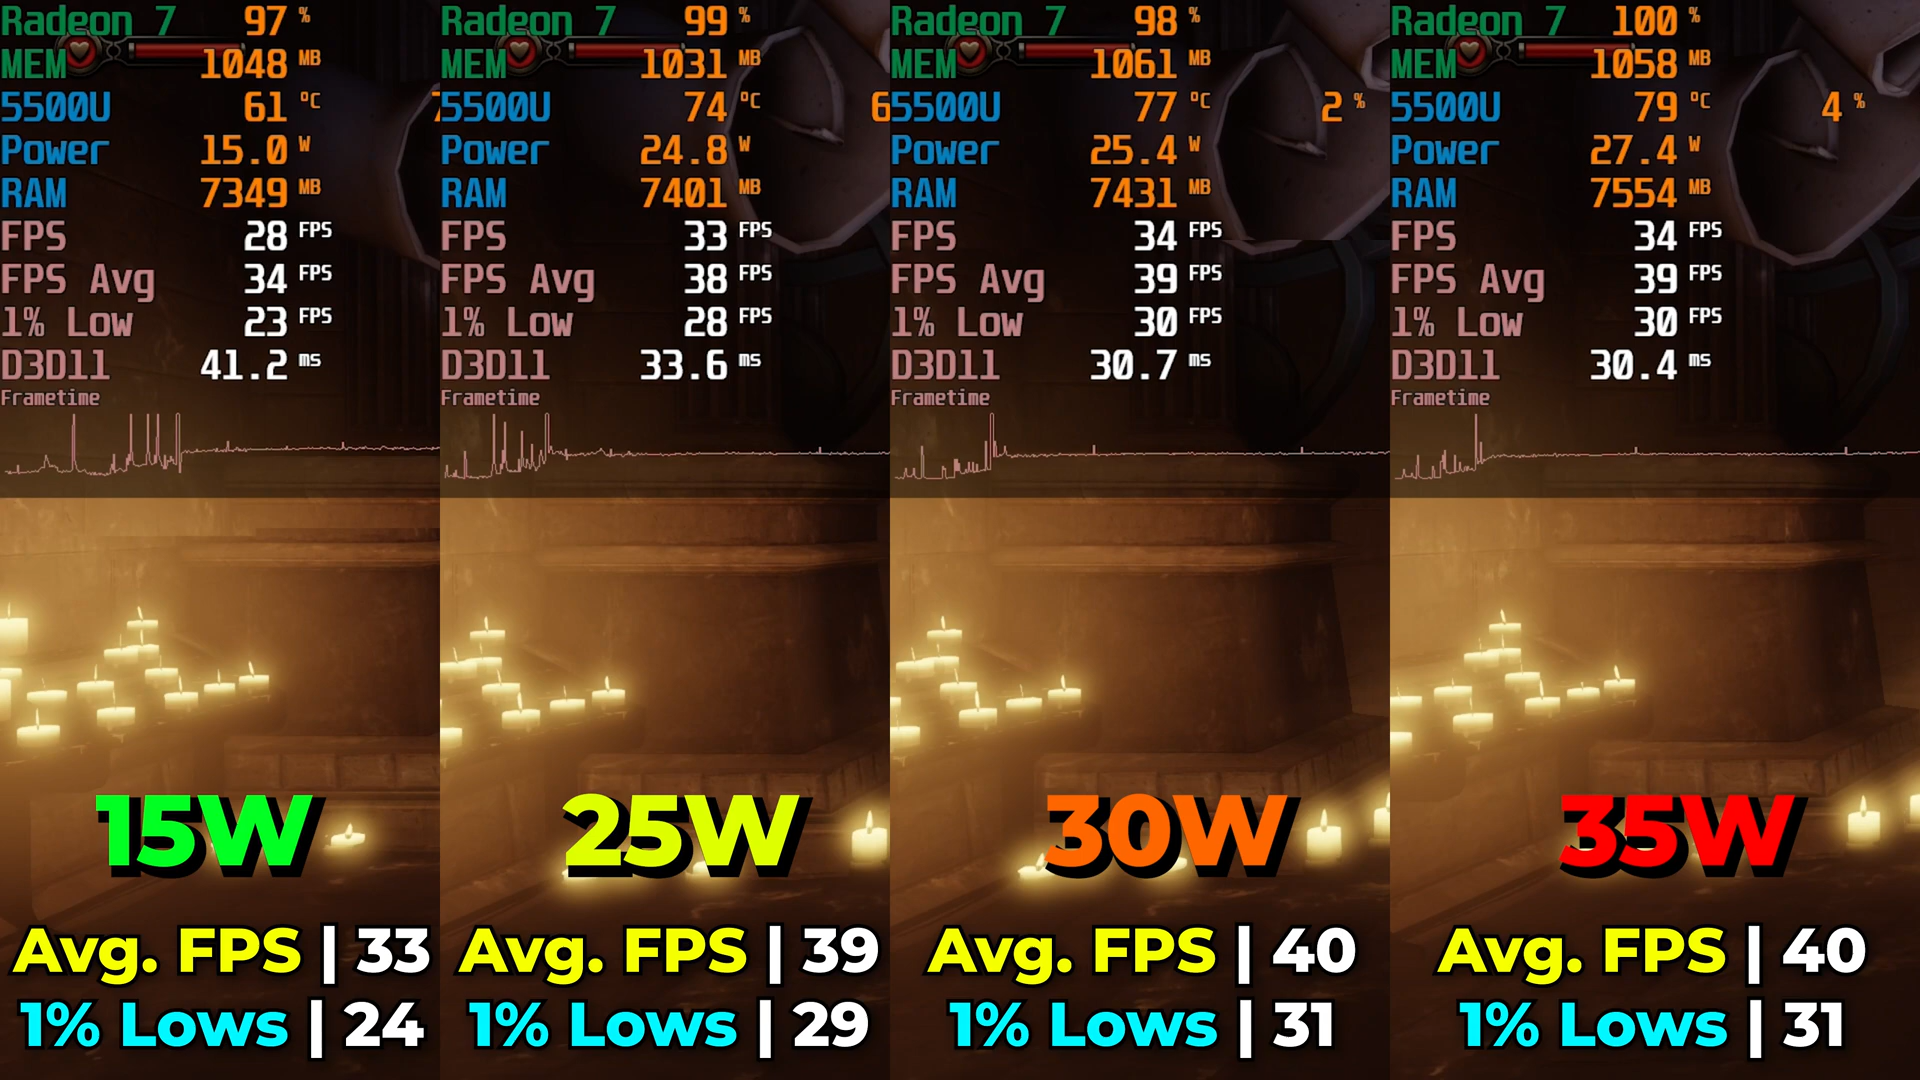 Radeon 7 97 %
MEM 1048 MB
5500U 61 °C
Power 15.0 W
RAM 7349 MB
FPS 28 FPS
FPS Avg 34 FPS
1% Low 23 FPS
D3D11 41.2 ms
Frametime
15W
Avg. FPS | 33
1% Lows | 24
Radeon 7 99 %
MEM 1031 MB
5500U 74 °C 6
Power 24.8 W
RAM 7401 MB
FPS 33 FPS
FPS Avg 38 FPS
1% Low 28 FPS
D3D11 33.6 ms
Frametime
25W
Avg. FPS | 39
1% Lows | 29
Radeon 7 98 %
MEM 1061 MB
5500U 77 °C 2 %
Power 25.4 W
RAM 7431 MB
FPS 34 FPS
FPS Avg 39 FPS
1% Low 30 FPS
D3D11 30.7 ms
Frametime
30W
Avg. FPS | 40
1% Lows | 31
Radeon 7 100 %
MEM 1058 MB
5500U 79 °C 4 %
Power 27.4 W
RAM 7554 MB
FPS 34 FPS
FPS Avg 39 FPS
1% Low 30 FPS
D3D11 30.4 ms
Frametime
35W
Avg. FPS | 40
1% Lows | 31